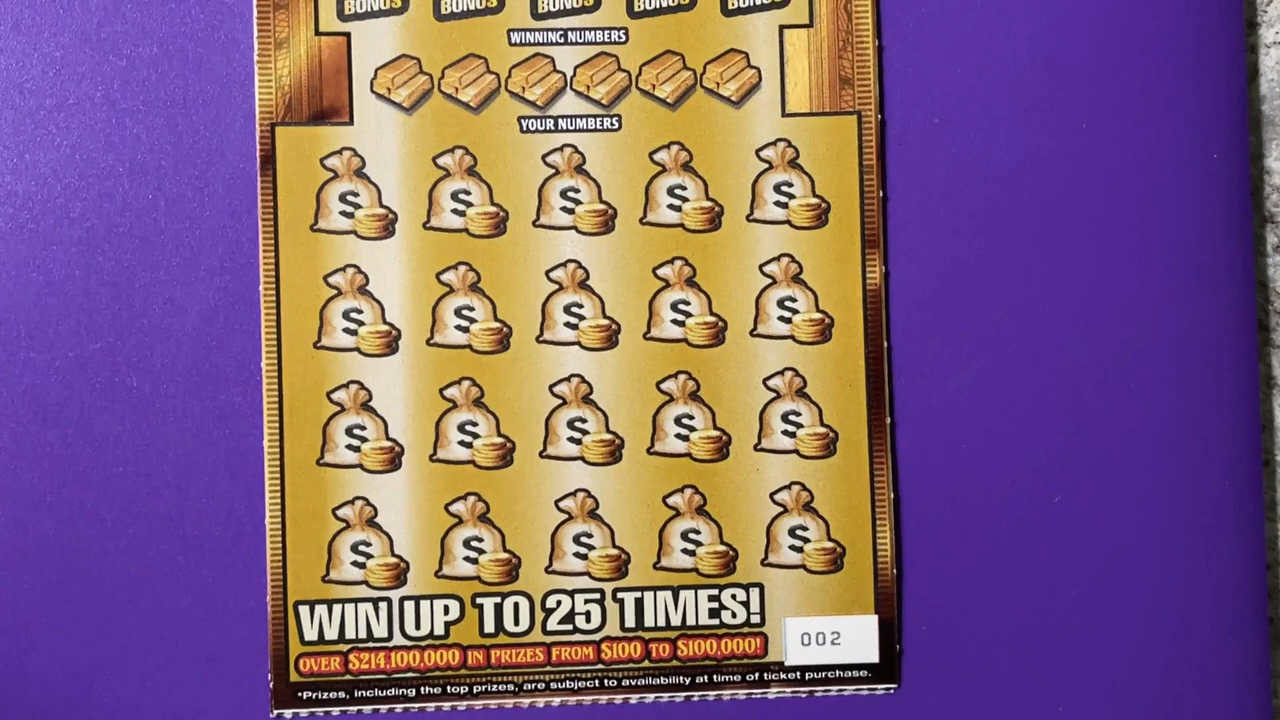 BONUS BONUS BONUS BONUS BONUS
WINNING NUMBERS
YOUR NUMBERS
$ $ $ $ $
$ $ $ $ $
$ $ $ $ $
$ $ $ $ $
WIN UP TO 25 TIMES!
OVER $214,100,000 IN PRIZES FROM $100 TO $100,000!
002
*Prizes, including the top prizes, are subject to availability at time of ticket purchase.